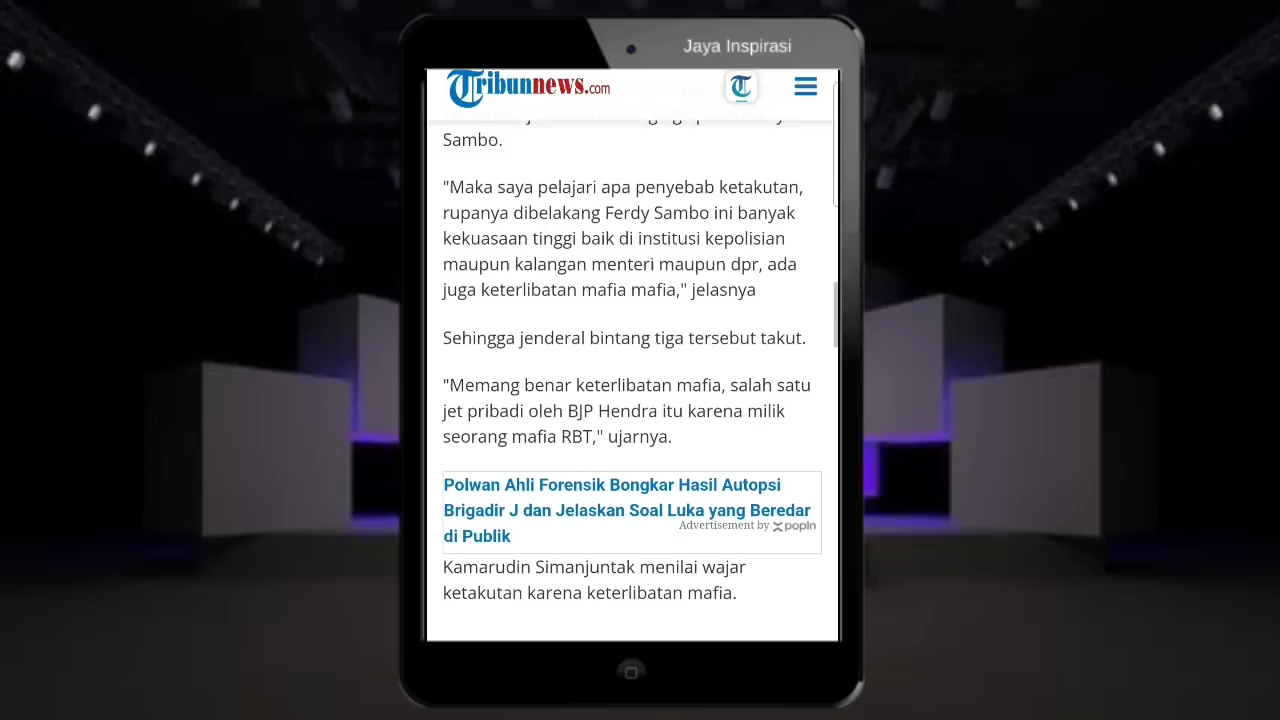 Jaya Inspirasi
Tribunnews.com
Sambo.
"Maka saya pelajari apa penyebab ketakutan,
rupanya dibelakang Ferdy Sambo ini banyak
kekuasaan tinggi baik di institusi kepolisian
maupun kalangan menteri maupun dpr, ada
juga keterlibatan mafia mafia," jelasnya
Sehingga jenderal bintang tiga tersebut takut.
"Memang benar keterlibatan mafia, salah satu
jet pribadi oleh BJP Hendra itu karena milik
seorang mafia RBT," ujarnya.
Polwan Ahli Forensik Bongkar Hasil Autopsi
Brigadir J dan Jelaskan Soal Luka yang Beredar
di Publik
Advertisement by popIn
Kamarudin Simanjuntak menilai wajar
ketakutan karena keterlibatan mafia.